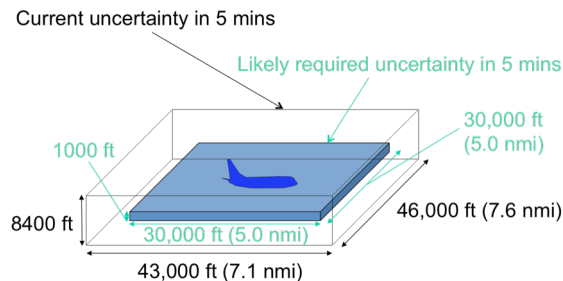 Current uncertainty in 5 mins
Likely required uncertainty in 5 mins
30,000 ft
(5.0 nmi)
1000 ft
46,000 ft (7.6 nmi)
8400 ft
30,000 ft (5.0 nmi)
43,000 ft (7.1 nmi)